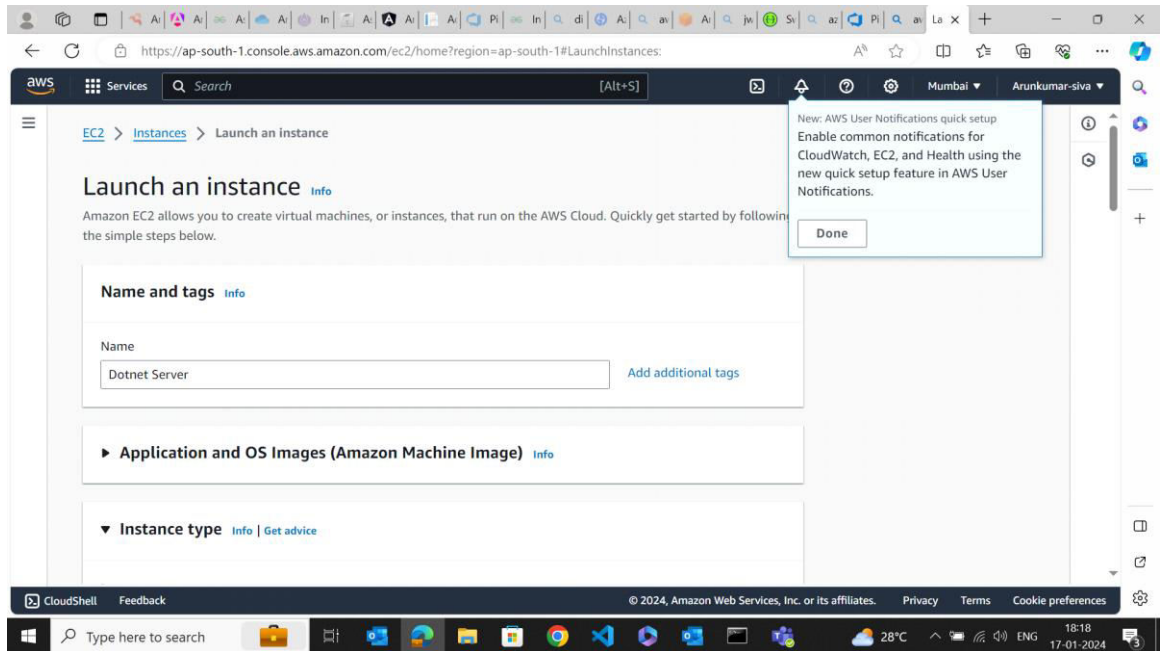 https://ap-south-1.console.aws.amazon.com/ec2/home?region=ap-south-1#LaunchInstances:
aws Services Search [Alt+S] Mumbai ▼ Arunkumar-siva ▼
EC2 > Instances > Launch an instance
New: AWS User Notifications quick setup
Enable common notifications for
CloudWatch, EC2, and Health using the
new quick setup feature in AWS User
Notifications.
Done
Launch an instance Info
Amazon EC2 allows you to create virtual machines, or instances, that run on the AWS Cloud. Quickly get started by following
the simple steps below.
Name and tags Info
Name
Dotnet Server Add additional tags
Application and OS Images (Amazon Machine Image) Info
Instance type Info | Get advice
CloudShell Feedback © 2024, Amazon Web Services, Inc. or its affiliates. Privacy Terms Cookie preferences
Type here to search 28°C ENG 18:18
17-01-2024